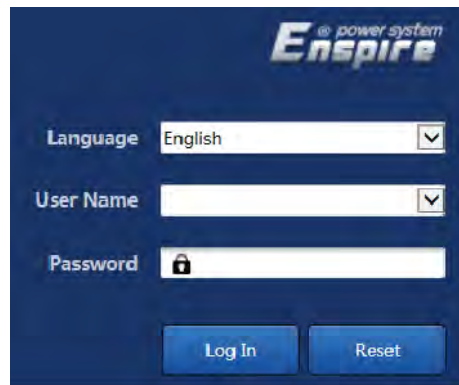 ® power system
Enspire
Language English
User Name
Password
Log In Reset